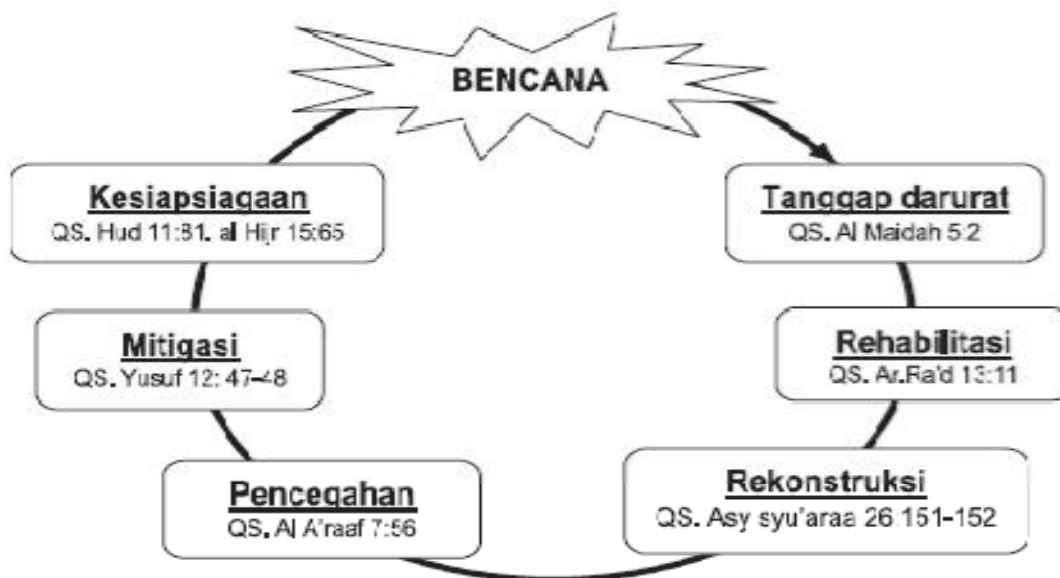 BENCANA
Kesiapsiagaan
QS. Hud 11:81. al Hijr 15:65
Tanggap darurat
QS. Al Maidah 5:2
Mitigasi
QS. Yusuf 12: 47-48
Rehabilitasi
QS. Ar.Ra'd 13:11
Pencegahan
QS. Al A'raaf 7:56
Rekonstruksi
QS. Asy syu'araa 26:151-152